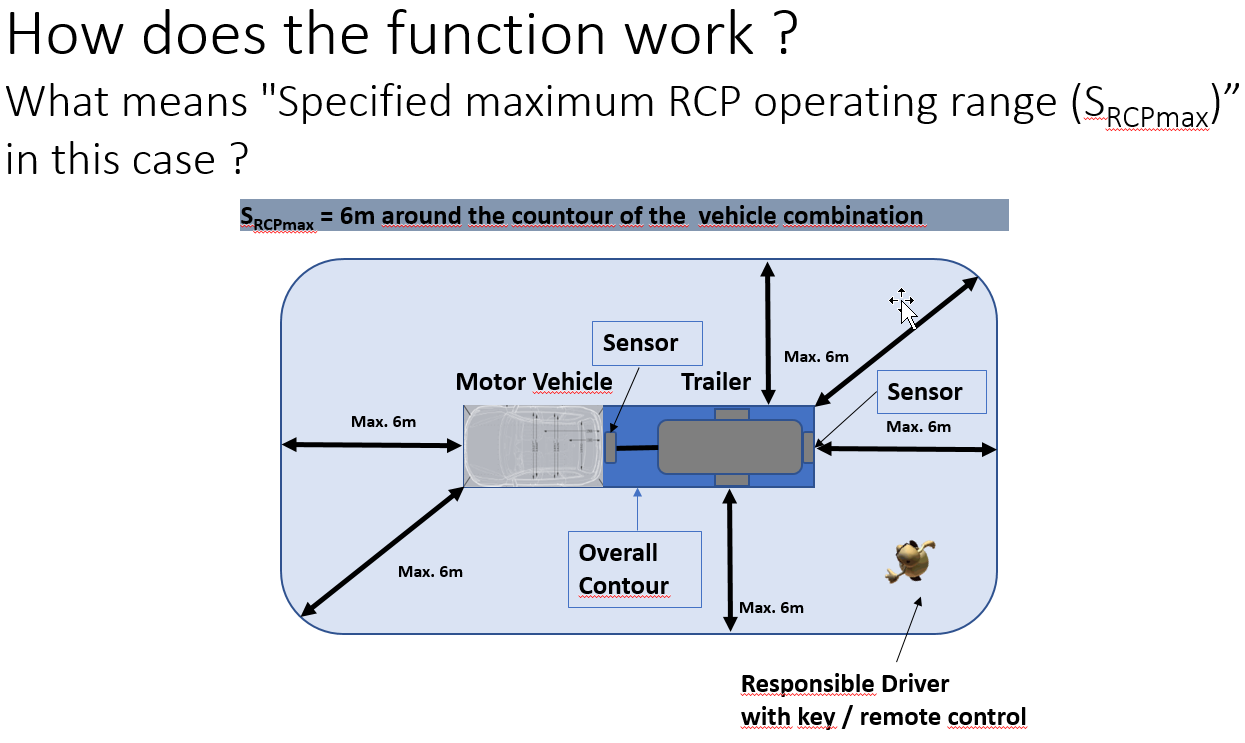 How does the function work ?
What means "Specified maximum RCP operating range (SRCPmax)”
in this case ?
SRCPmax = 6m around the countour of the vehicle combination
Sensor
Max. 6m
Motor Vehicle
Trailer
Sensor
Max. 6m
Max. 6m
Overall
Contour
Max. 6m
Max. 6m
Responsible Driver
with key / remote control